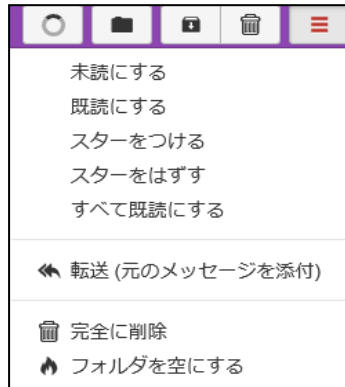 未読にする
既読にする
スターをつける
スターをはずす
すべて既読にする
転送 (元のメッセージを添付)
完全に削除
フォルダを空にする